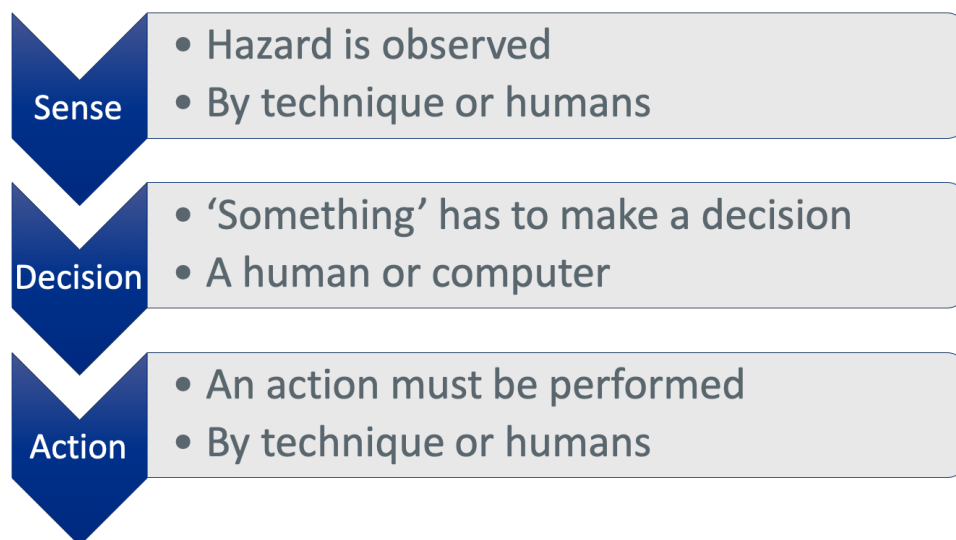 Sense
• Hazard is observed
• By technique or humans
Decision
• ‘Something’ has to make a decision
• A human or computer
Action
• An action must be performed
• By technique or humans